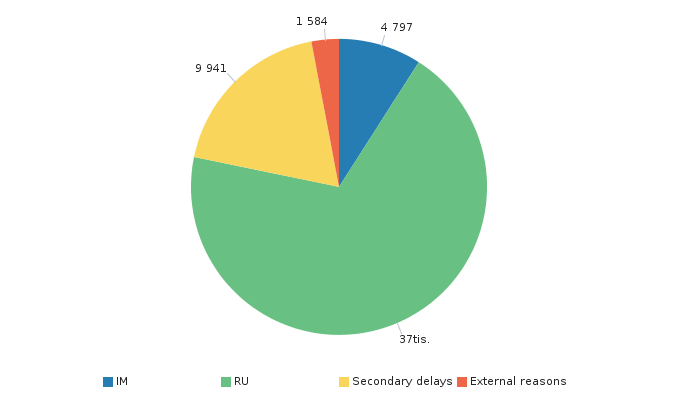 1 584
4 797
9 941
37tis.
IM
RU
Secondary delays
External reasons